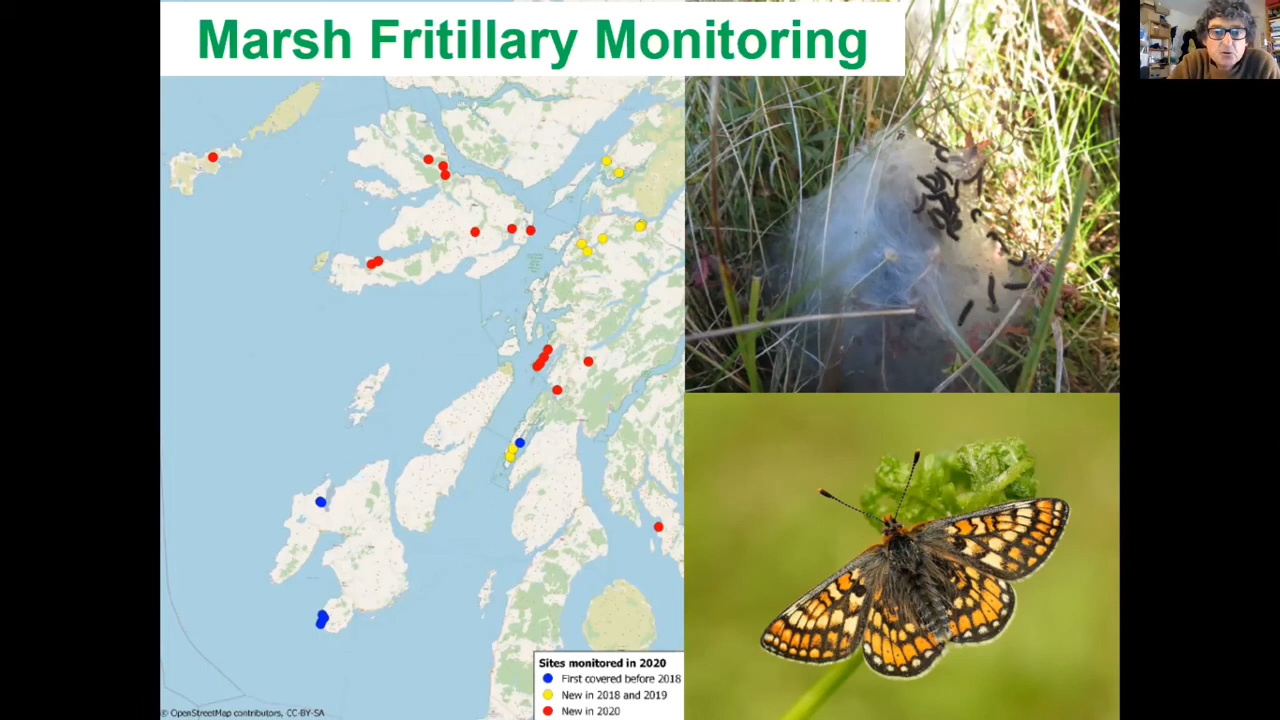 Marsh Fritillary Monitoring
Sites monitored in 2020
First covered before 2018
New in 2018 and 2019
New in 2020
© OpenStreetMap contributors, CC-BY-SA